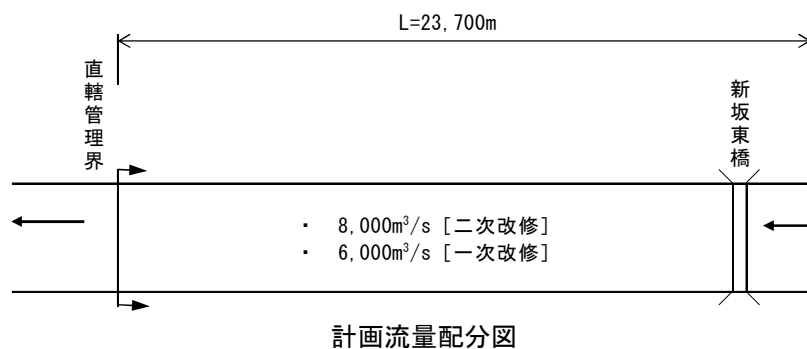 L=23,700m
直轄管理界
新坂東橋
・ 8,000m³/s [二次改修]
・ 6,000m³/s [一次改修]
計画流量配分図